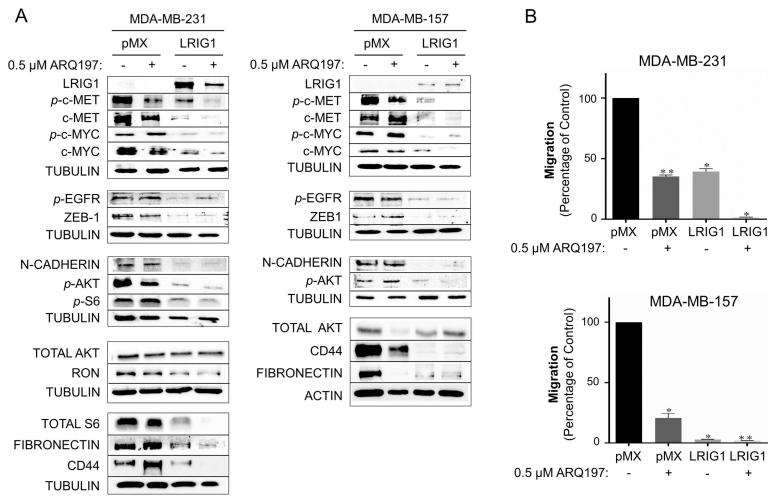 A
MDA-MB-231
pMX LRIG1
0.5 µM ARQ197: - + - +
LRIG1
p-c-MET
c-MET
p-c-MYC
c-MYC
TUBULIN
p-EGFR
ZEB-1
TUBULIN
N-CADHERIN
p-AKT
p-S6
TUBULIN
TOTAL AKT
RON
TUBULIN
TOTAL S6
FIBRONECTIN
CD44
TUBULIN
MDA-MB-157
pMX LRIG1
0.5 µM ARQ197: - + - +
LRIG1
p-c-MET
c-MET
p-c-MYC
c-MYC
TUBULIN
p-EGFR
ZEB1
TUBULIN
N-CADHERIN
p-AKT
TUBULIN
TOTAL AKT
CD44
FIBRONECTIN
ACTIN
B
MDA-MB-231
Migration
(Percentage of Control)
100
50
0
** * *
pMX pMX LRIG1 LRIG1
0.5 µM ARQ197: - + - +
MDA-MB-157
Migration
(Percentage of Control)
100
50
0
* * **
pMX pMX LRIG1 LRIG1
0.5 µM ARQ197: - + - +